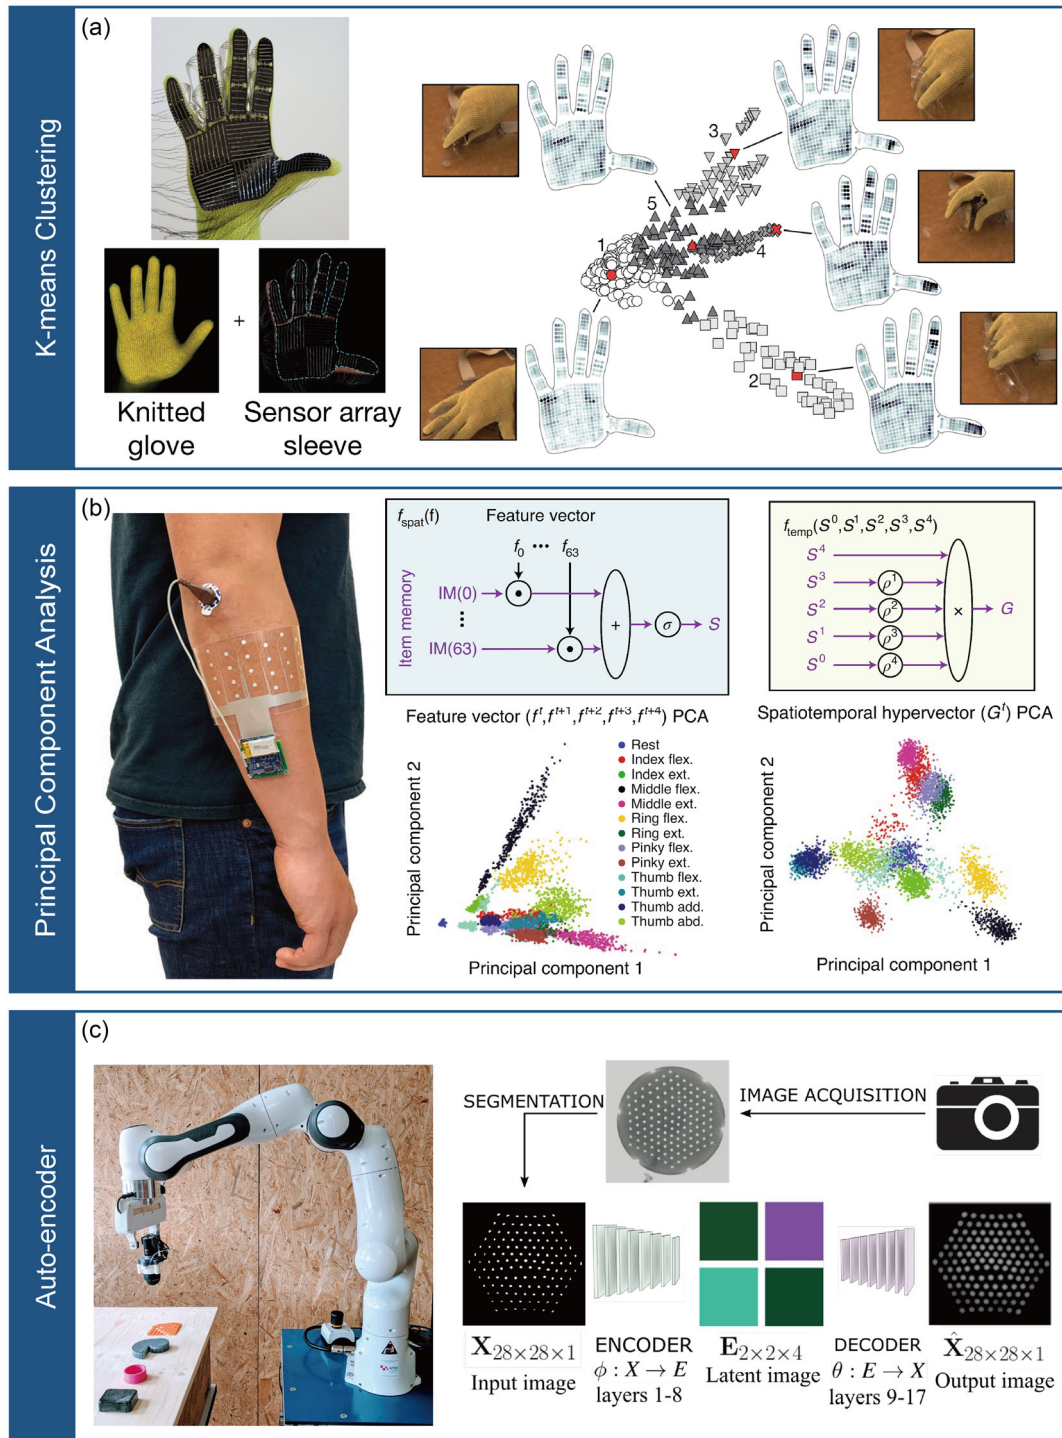 K-means Clustering
(a)
Knitted
glove
+
Sensor array
sleeve
1
2
3
4
5
Principal Component Analysis
(b)
f_spat(f)
Feature vector
f_0 ••• f_63
Item memory
IM(0)
⋮
IM(63)
+
σ
S
f_temp(S^0,S^1,S^2,S^3,S^4)
S^4
S^3
ρ^1
S^2
ρ^2
S^1
ρ^3
S^0
ρ^4
×
G
Feature vector (f^t,f^t+1,f^t+2,f^t+3,f^t+4) PCA
Principal component 2
Principal component 1
Rest
Index flex.
Index ext.
Middle flex.
Middle ext.
Ring flex.
Ring ext.
Pinky flex.
Pinky ext.
Thumb flex.
Thumb ext.
Thumb add.
Thumb abd.
Spatiotemporal hypervector (G^t) PCA
Principal component 2
Principal component 1
Auto-encoder
(c)
SEGMENTATION
IMAGE ACQUISITION
X_28×28×1
Input image
ENCODER
ϕ : X → E
layers 1-8
E_2×2×4
Latent image
DECODER
θ : E → X
layers 9-17
X̂_28×28×1
Output image